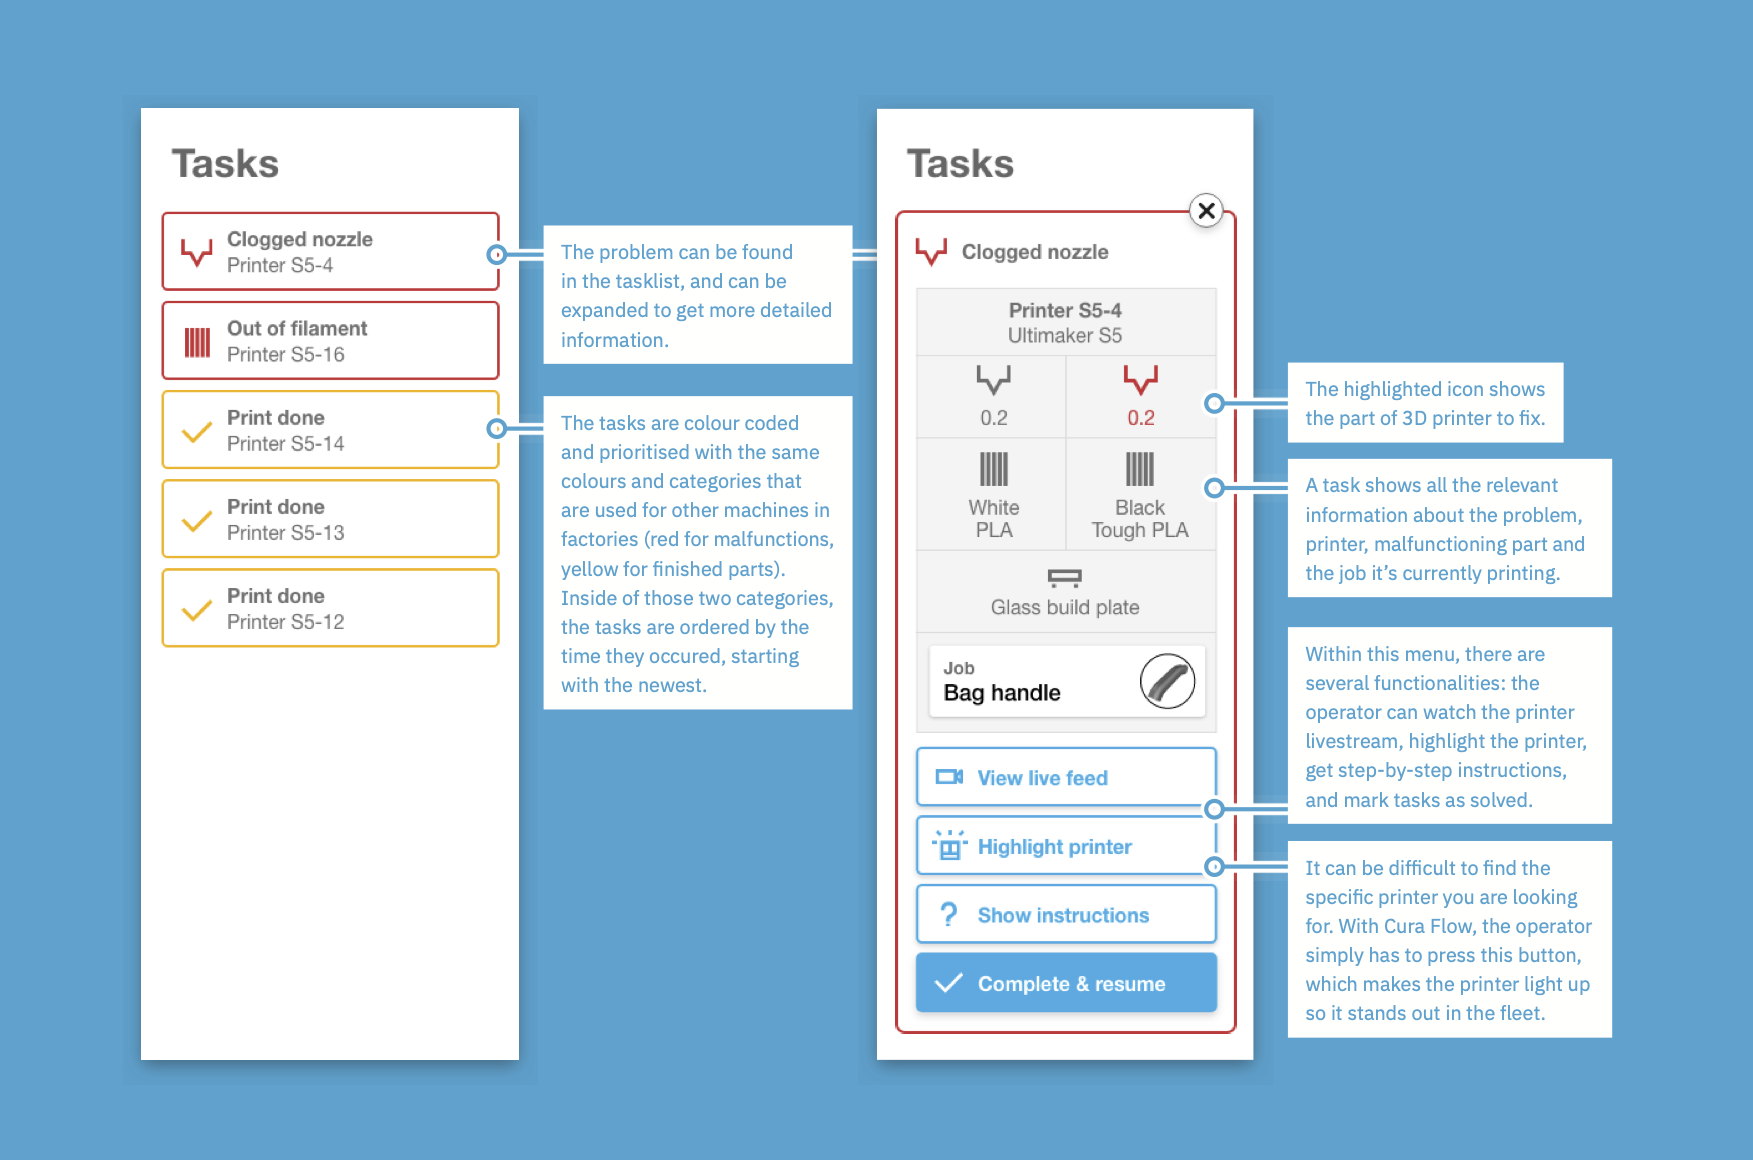 Tasks
Clogged nozzle
Printer S5-4
Out of filament
Printer S5-16
Print done
Printer S5-14
Print done
Printer S5-13
Print done
Printer S5-12
The problem can be found
in the tasklist, and can be
expanded to get more detailed
information.
The tasks are colour coded
and prioritised with the same
colours and categories that
are used for other machines in
factories (red for malfunctions,
yellow for finished parts).
Inside of those two categories,
the tasks are ordered by the
time they occured, starting
with the newest.
Tasks
Clogged nozzle
Printer S5-4
Ultimaker S5
0.2
0.2
White
PLA
Black
Tough PLA
Glass build plate
Job
Bag handle
View live feed
Highlight printer
Show instructions
Complete & resume
The highlighted icon shows
the part of 3D printer to fix.
A task shows all the relevant
information about the problem,
printer, malfunctioning part and
the job it’s currently printing.
Within this menu, there are
several functionalities: the
operator can watch the printer
livestream, highlight the printer,
get step-by-step instructions,
and mark tasks as solved.
It can be difficult to find the
specific printer you are looking
for. With Cura Flow, the operator
simply has to press this button,
which makes the printer light up
so it stands out in the fleet.